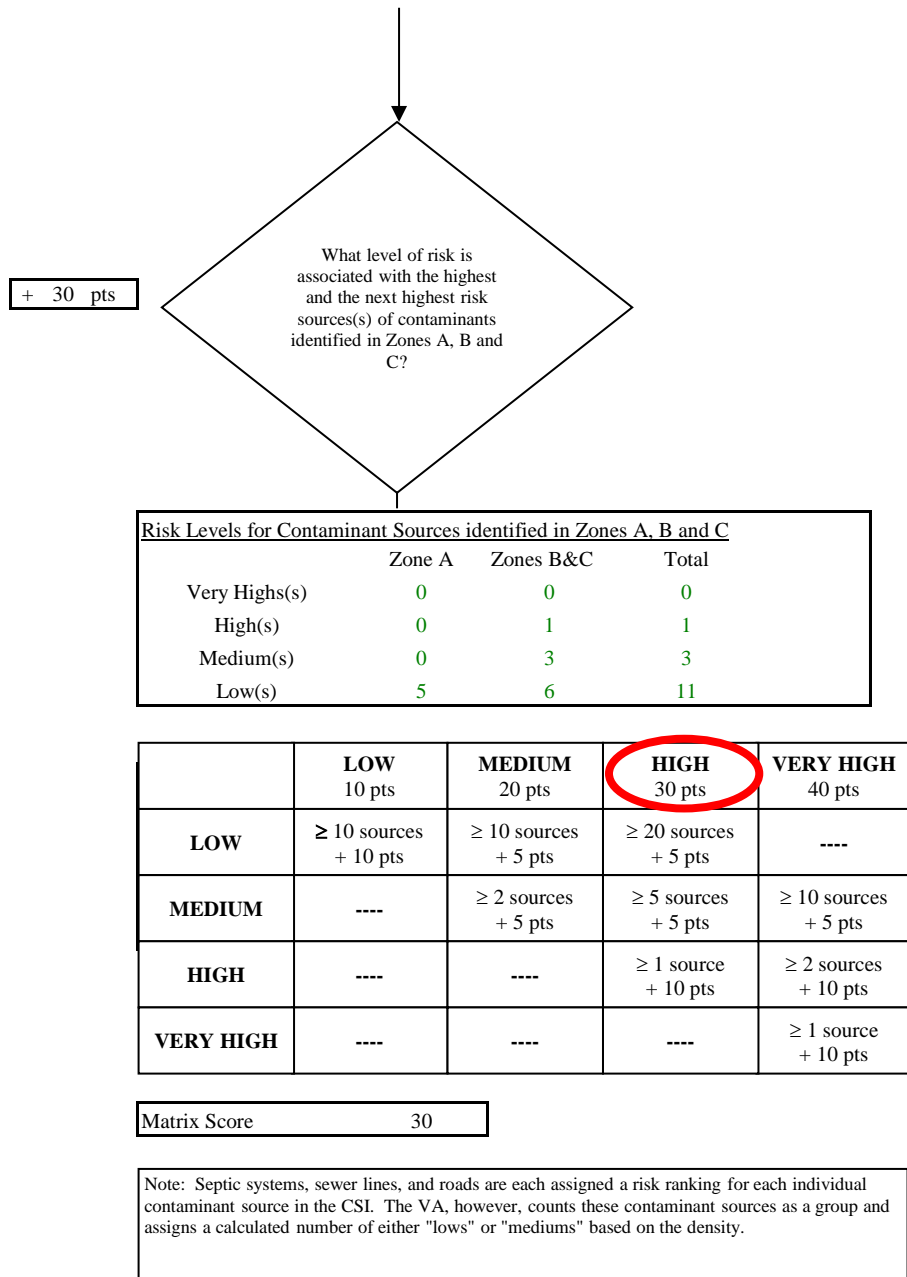 What level of risk is
associated with the highest
and the next highest risk
sources(s) of contaminants
identified in Zones A, B and
C?
+ 30 pts
Risk Levels for Contaminant Sources identified in Zones A, B and C
Zone A Zones B&C Total
Very Highs(s) 0 0 0
High(s) 0 1 1
Medium(s) 0 3 3
Low(s) 5 6 11
LOW MEDIUM HIGH VERY HIGH
10 pts 20 pts 30 pts 40 pts
LOW ≥ 10 sources ≥ 10 sources ≥ 20 sources ----
+ 10 pts + 5 pts + 5 pts
MEDIUM ---- ≥ 2 sources ≥ 5 sources ≥ 10 sources
+ 5 pts + 5 pts + 5 pts
HIGH ---- ---- ≥ 1 source ≥ 2 sources
+ 10 pts + 10 pts
VERY HIGH ---- ---- ---- ≥ 1 source
+ 10 pts
Matrix Score 30
Note: Septic systems, sewer lines, and roads are each assigned a risk ranking for each individual
contaminant source in the CSI. The VA, however, counts these contaminant sources as a group and
assigns a calculated number of either "lows" or "mediums" based on the density.